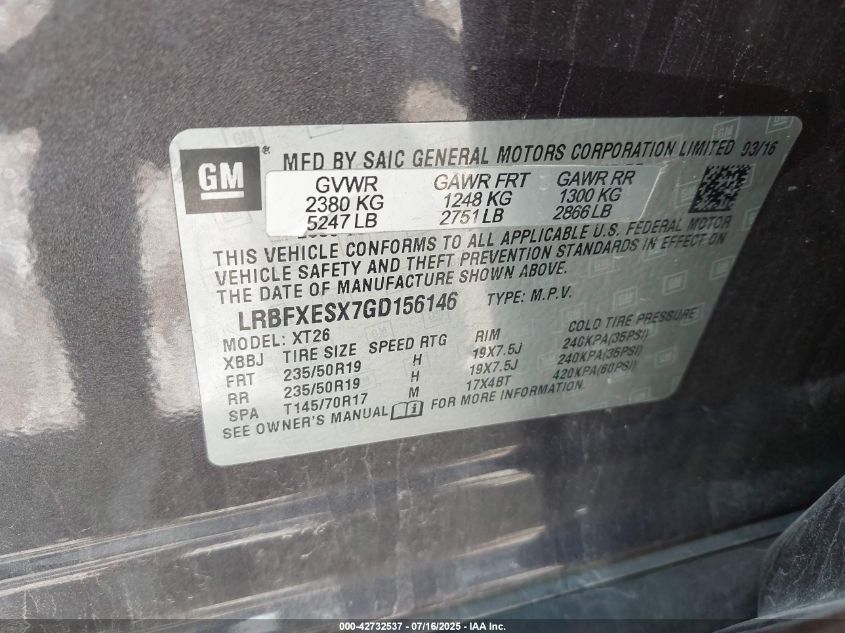 GM ® MFD BY SAIC GENERAL MOTORS CORPORATION LIMITED 03/16
GVWR GAWR FRT GAWR RR
2380 KG 1248 KG 1300 KG
5247 LB 2751 LB 2866 LB
THIS VEHICLE CONFORMS TO ALL APPLICABLE U.S. FEDERAL MOTOR
VEHICLE SAFETY AND THEFT PREVENTION STANDARDS IN EFFECT ON
THE DATE OF MANUFACTURE SHOWN ABOVE.
LRBFXESX7GD156146 TYPE: M.P.V.
MODEL: XT26
XBBJ TIRE SIZE SPEED RTG RIM COLD TIRE PRESSURE
FRT 235/50R19 H 19X7.5J 240KPA(35PSI)
RR 235/50R19 H 19X7.5J 240KPA(35PSI)
SPA T145/70R17 M 17X4BT 420KPA(60PSI)
SEE OWNER'S MANUAL FOR MORE INFORMATION.
000-42732537 - 07/16/2025 - IAA Inc.